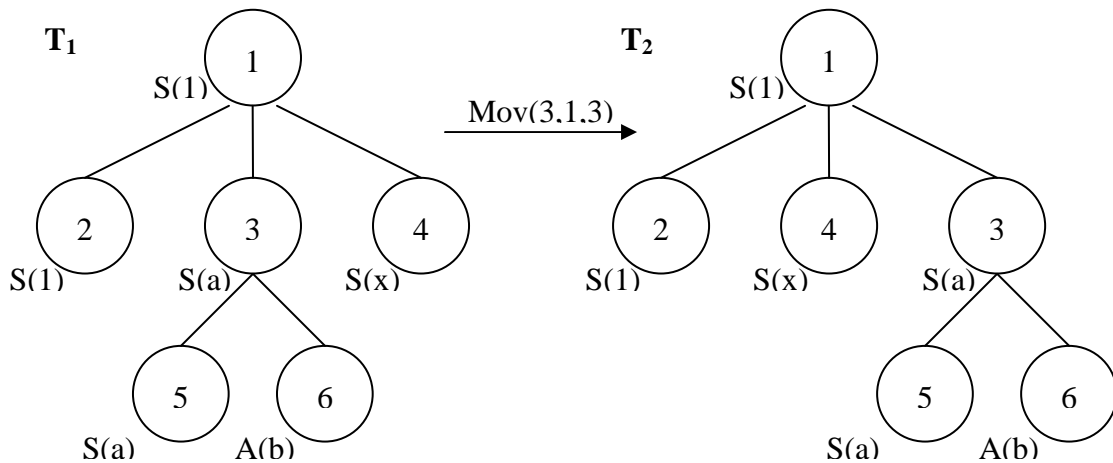 T1 1 T2 1
S(1) Mov(3,1,3) S(1)
2 3 4 2 4 3
S(1) S(a) S(x) S(1) S(x) S(a)
5 6 5 6
S(a) A(b) S(a) A(b)